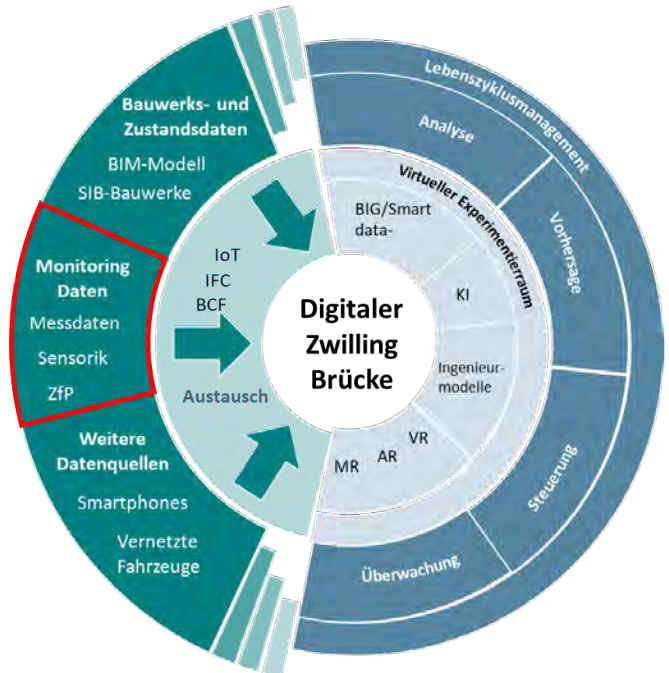 Bauwerks- und
Zustandsdaten
BIM-Modell
SIB-Bauwerke
Monitoring
Daten
Messdaten
Sensorik
ZfP
Weitere
Datenquellen
Smartphones
Vernetzte
Fahrzeuge
IoT
IFC
BCF
Austausch
Digitaler
Zwilling
Brücke
BIG/Smart
data-
KI
Ingenieur-
modelle
VR
AR
MR
Virtueller Experimentierraum
Analyse
Vorhersage
Steuerung
Überwachung
Lebenszyklusmanagement